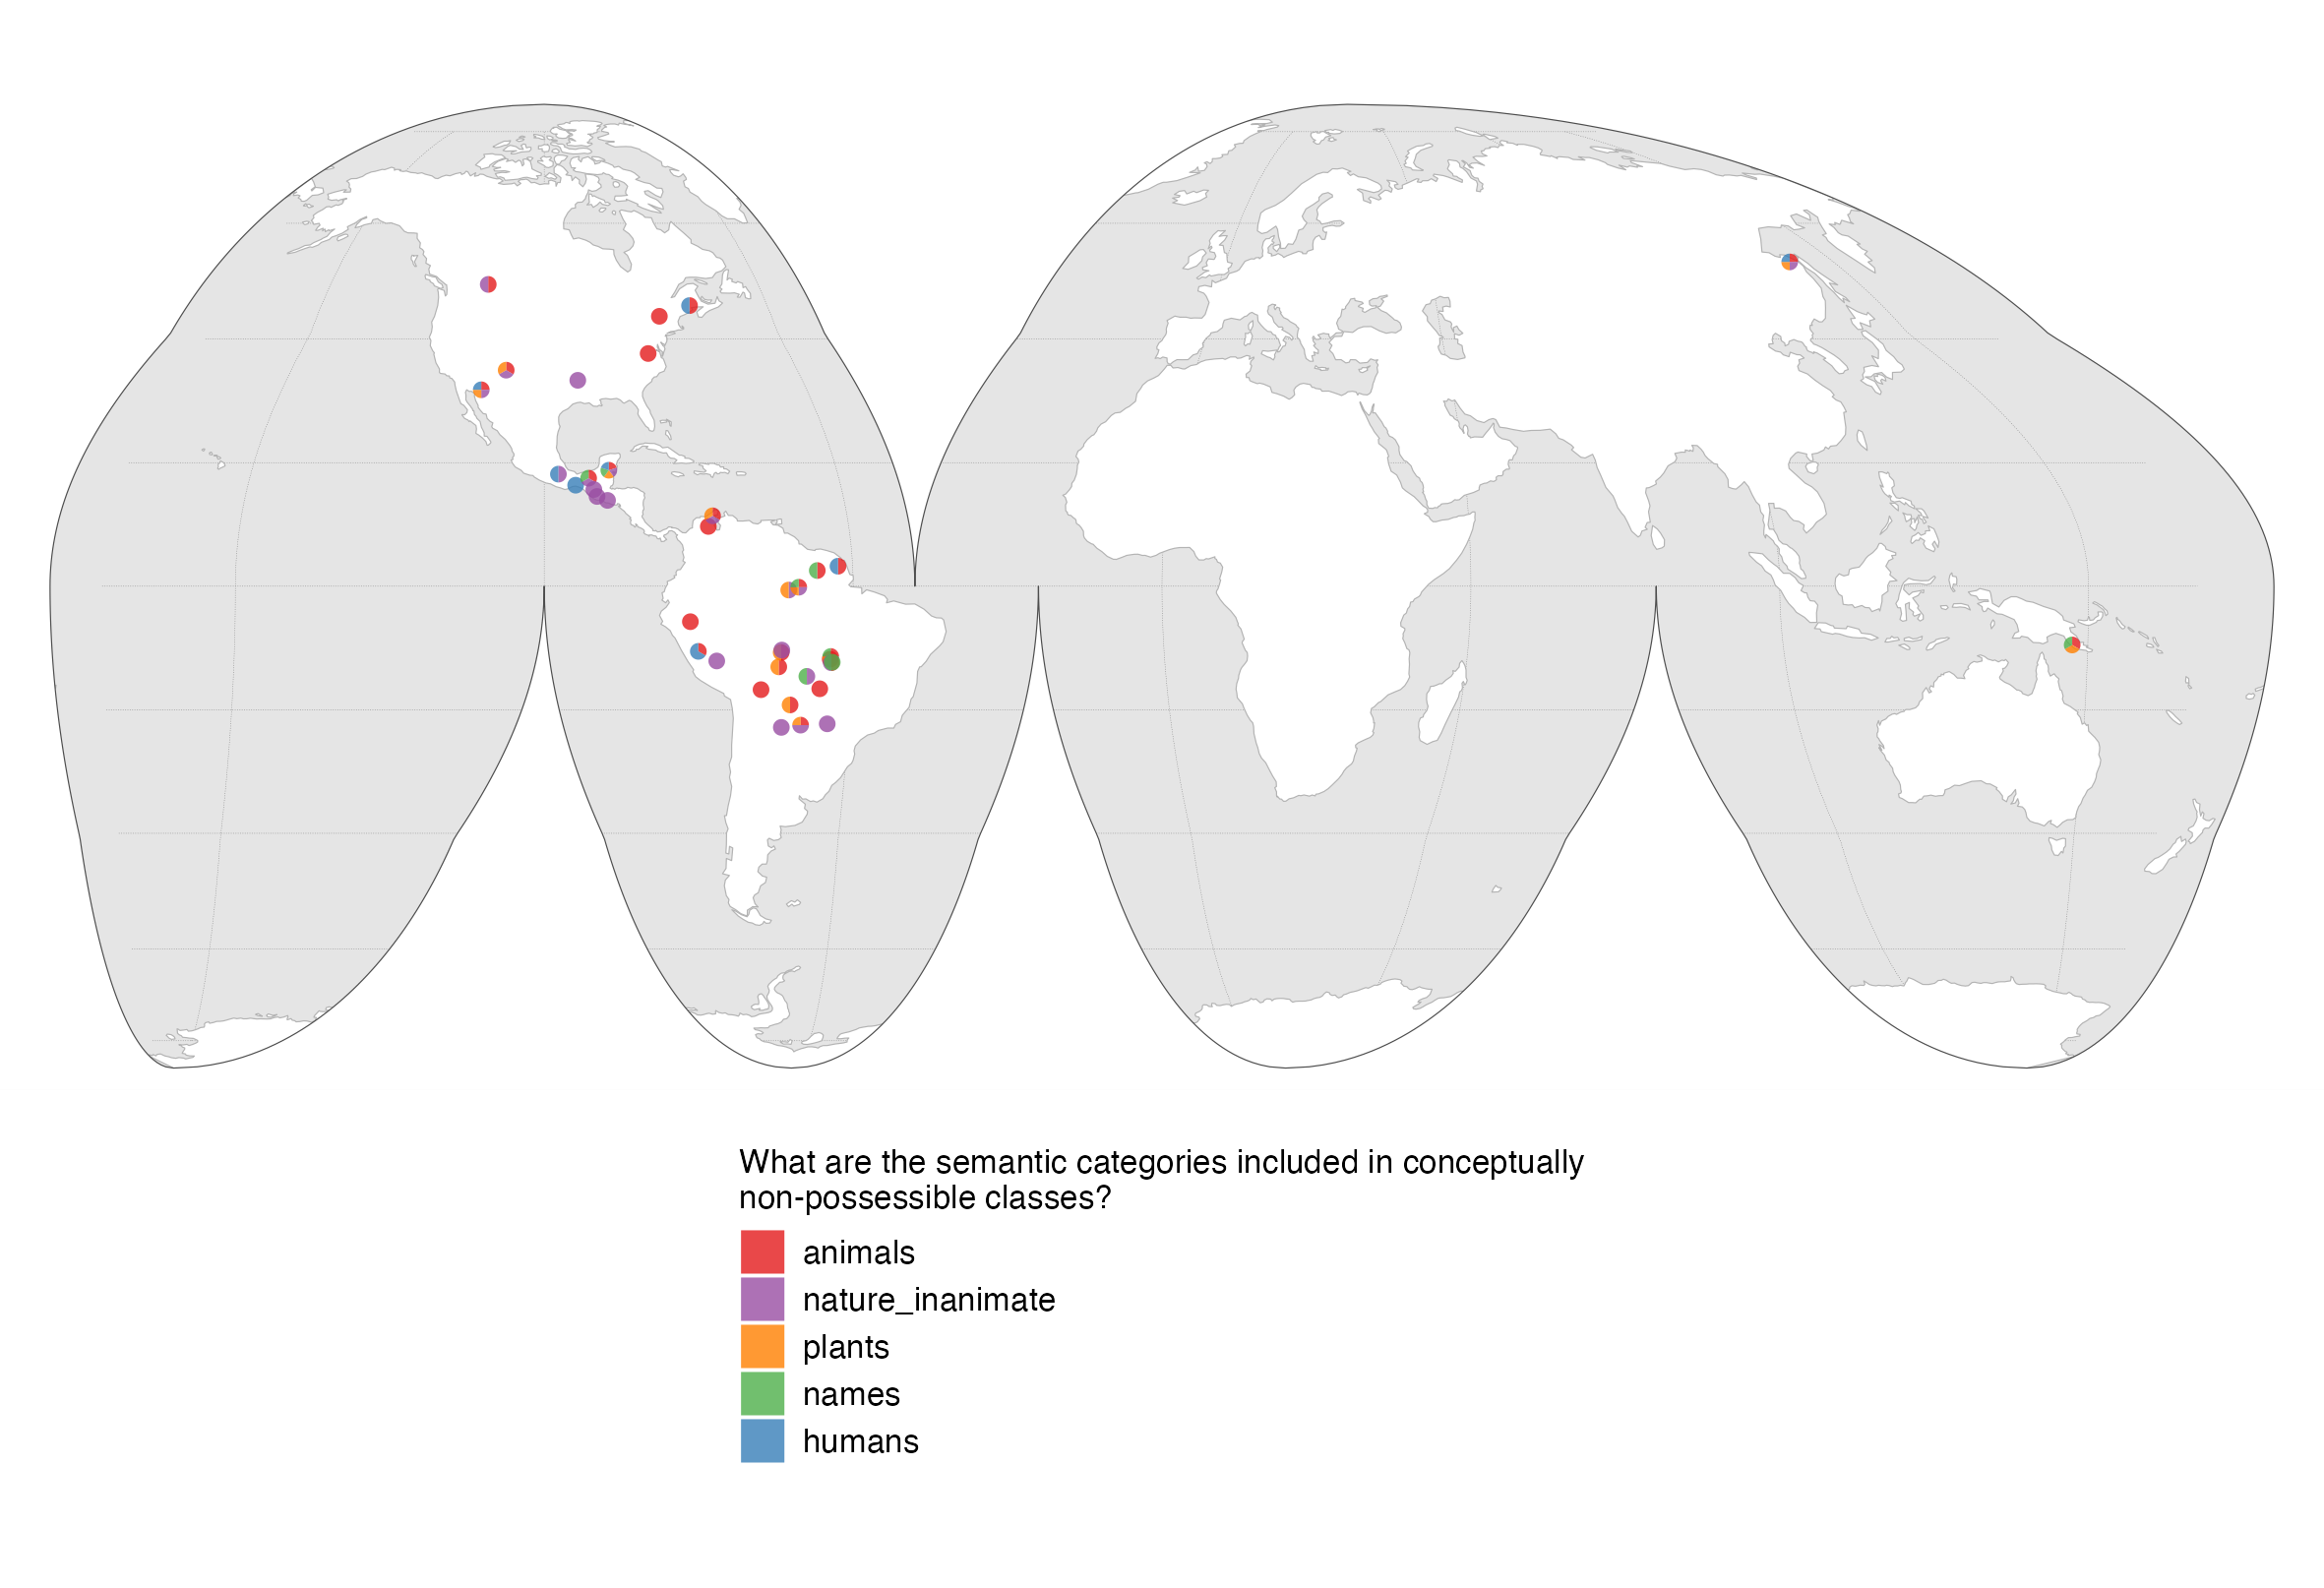 What are the semantic categories included in conceptually
non-possessible classes?
animals
nature_inanimate
plants
names
humans